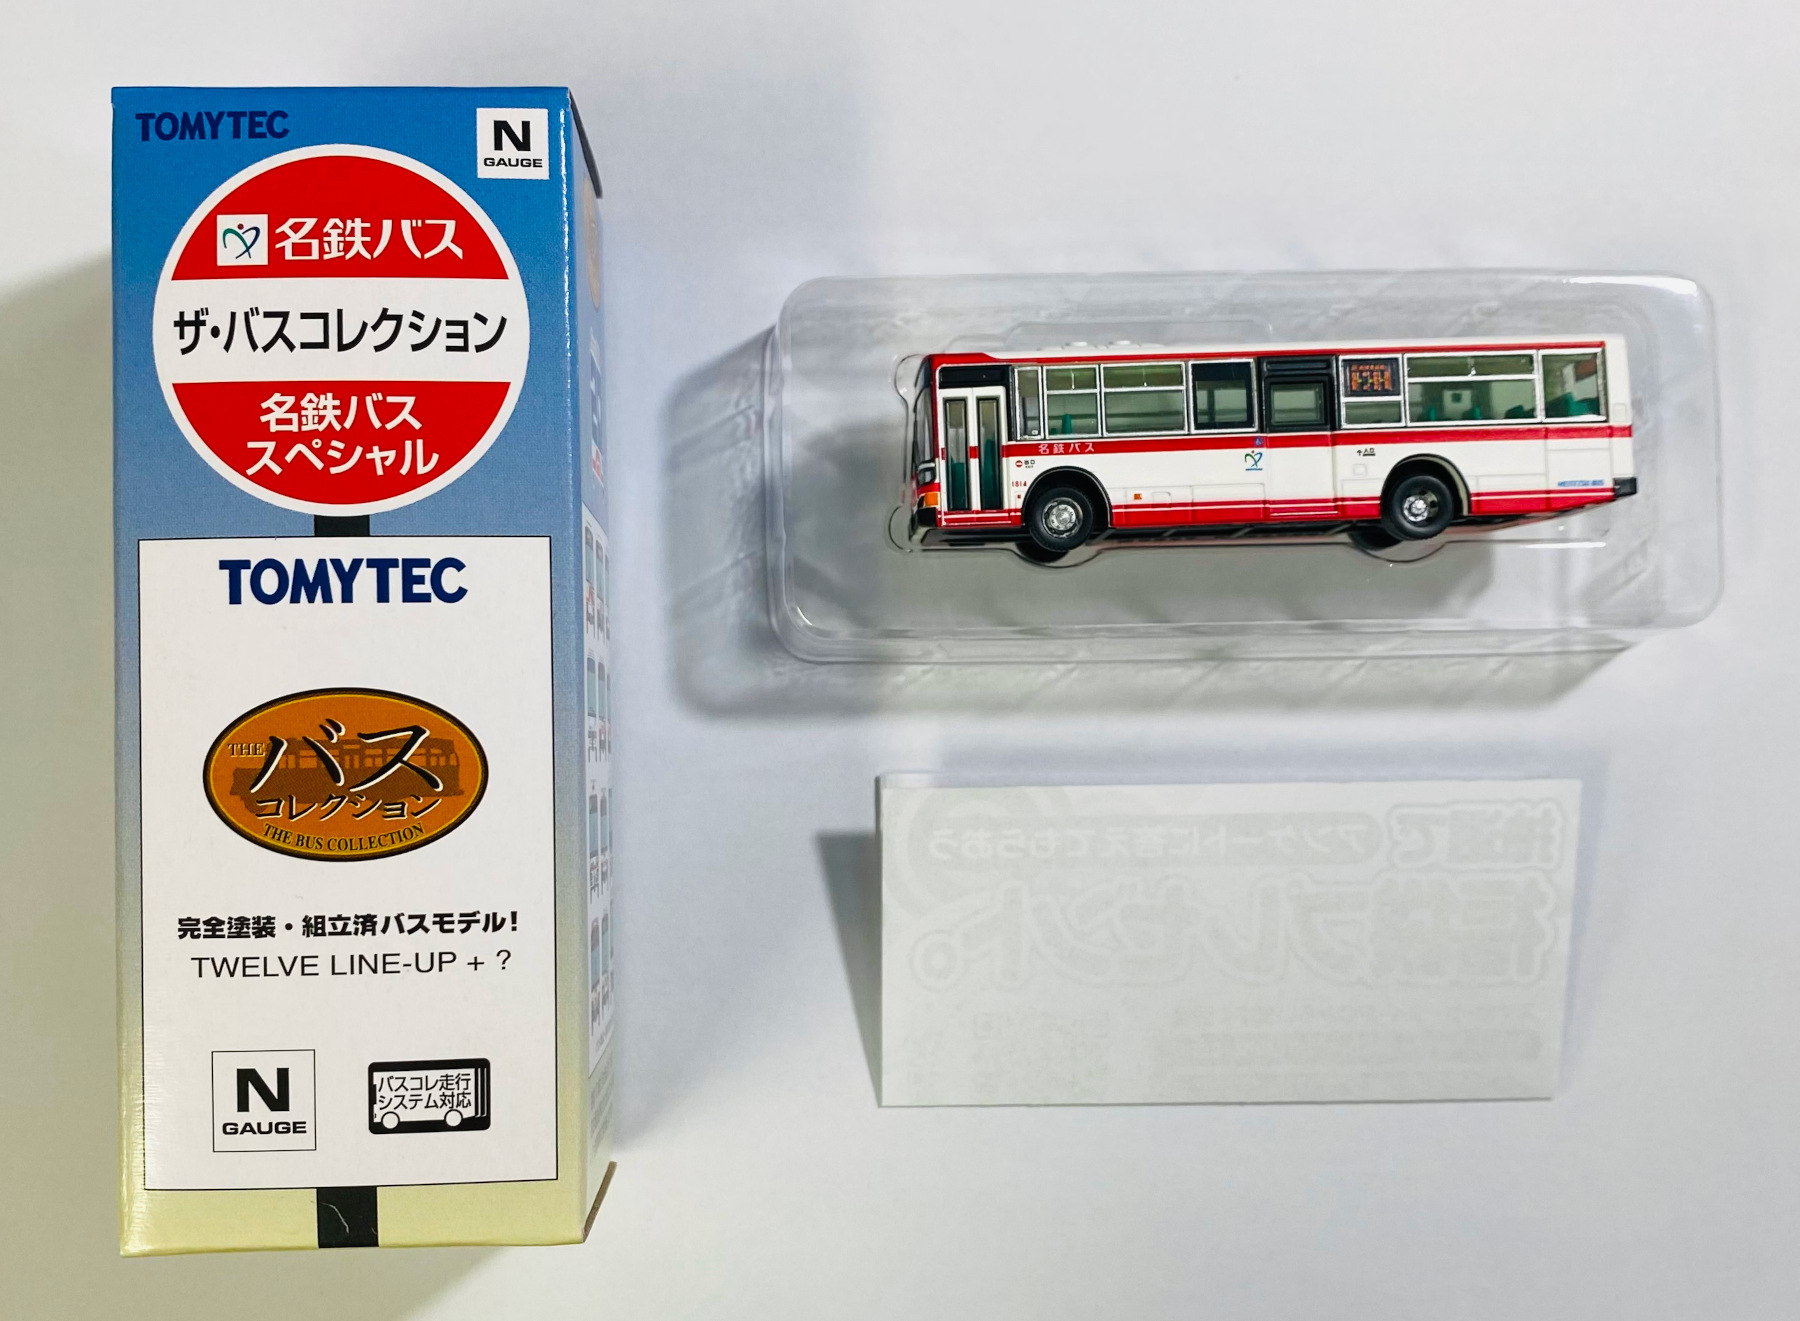 TOMYTEC
N
GAUGE
名鉄バス
ザ・バスコレクション
名鉄バス
スペシャル
TOMYTEC
THE
バス
コレクション
THE BUS COLLECTION
完全塗装・組立済バスモデル!
TWELVE LINE-UP + ?
N
GAUGE
バスコレ走行
システム対応
名鉄バス
1814